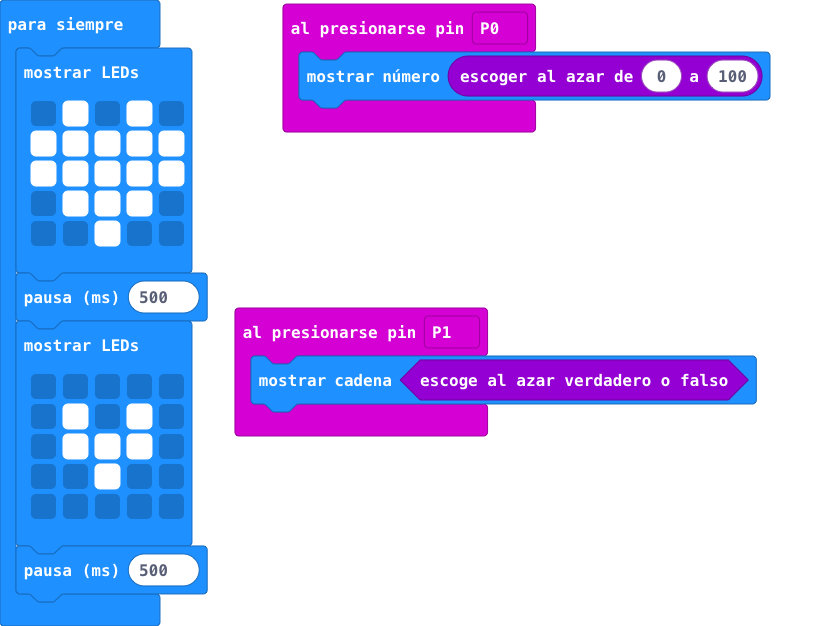 para siempre
mostrar LEDs
pausa (ms) 500
mostrar LEDs
pausa (ms) 500
al presionarse pin P0
mostrar número escoger al azar de 0 a 100
al presionarse pin P1
mostrar cadena escoge al azar verdadero o falso